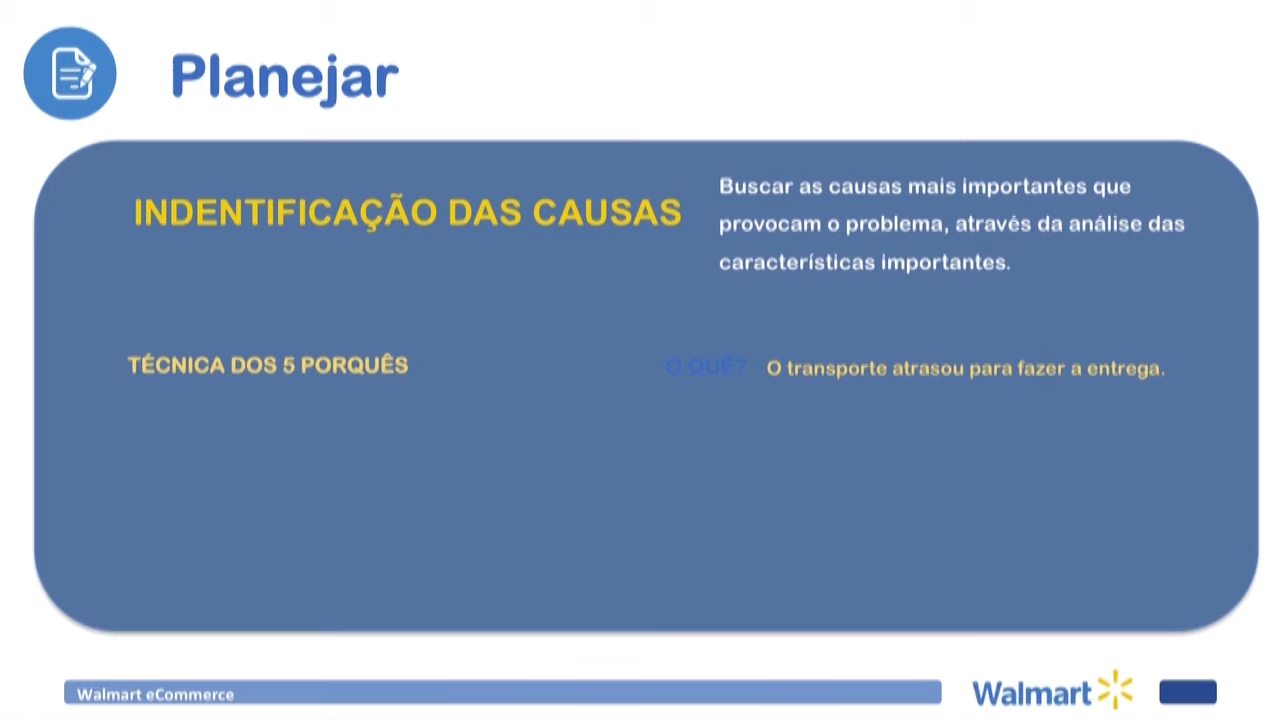 Planejar
INDENTIFICAÇÃO DAS CAUSAS
Buscar as causas mais importantes que
provocam o problema, através da análise das
características importantes.
TÉCNICA DOS 5 PORQUÊS
O QUÊ? O transporte atrasou para fazer a entrega.
Walmart eCommerce
Walmart